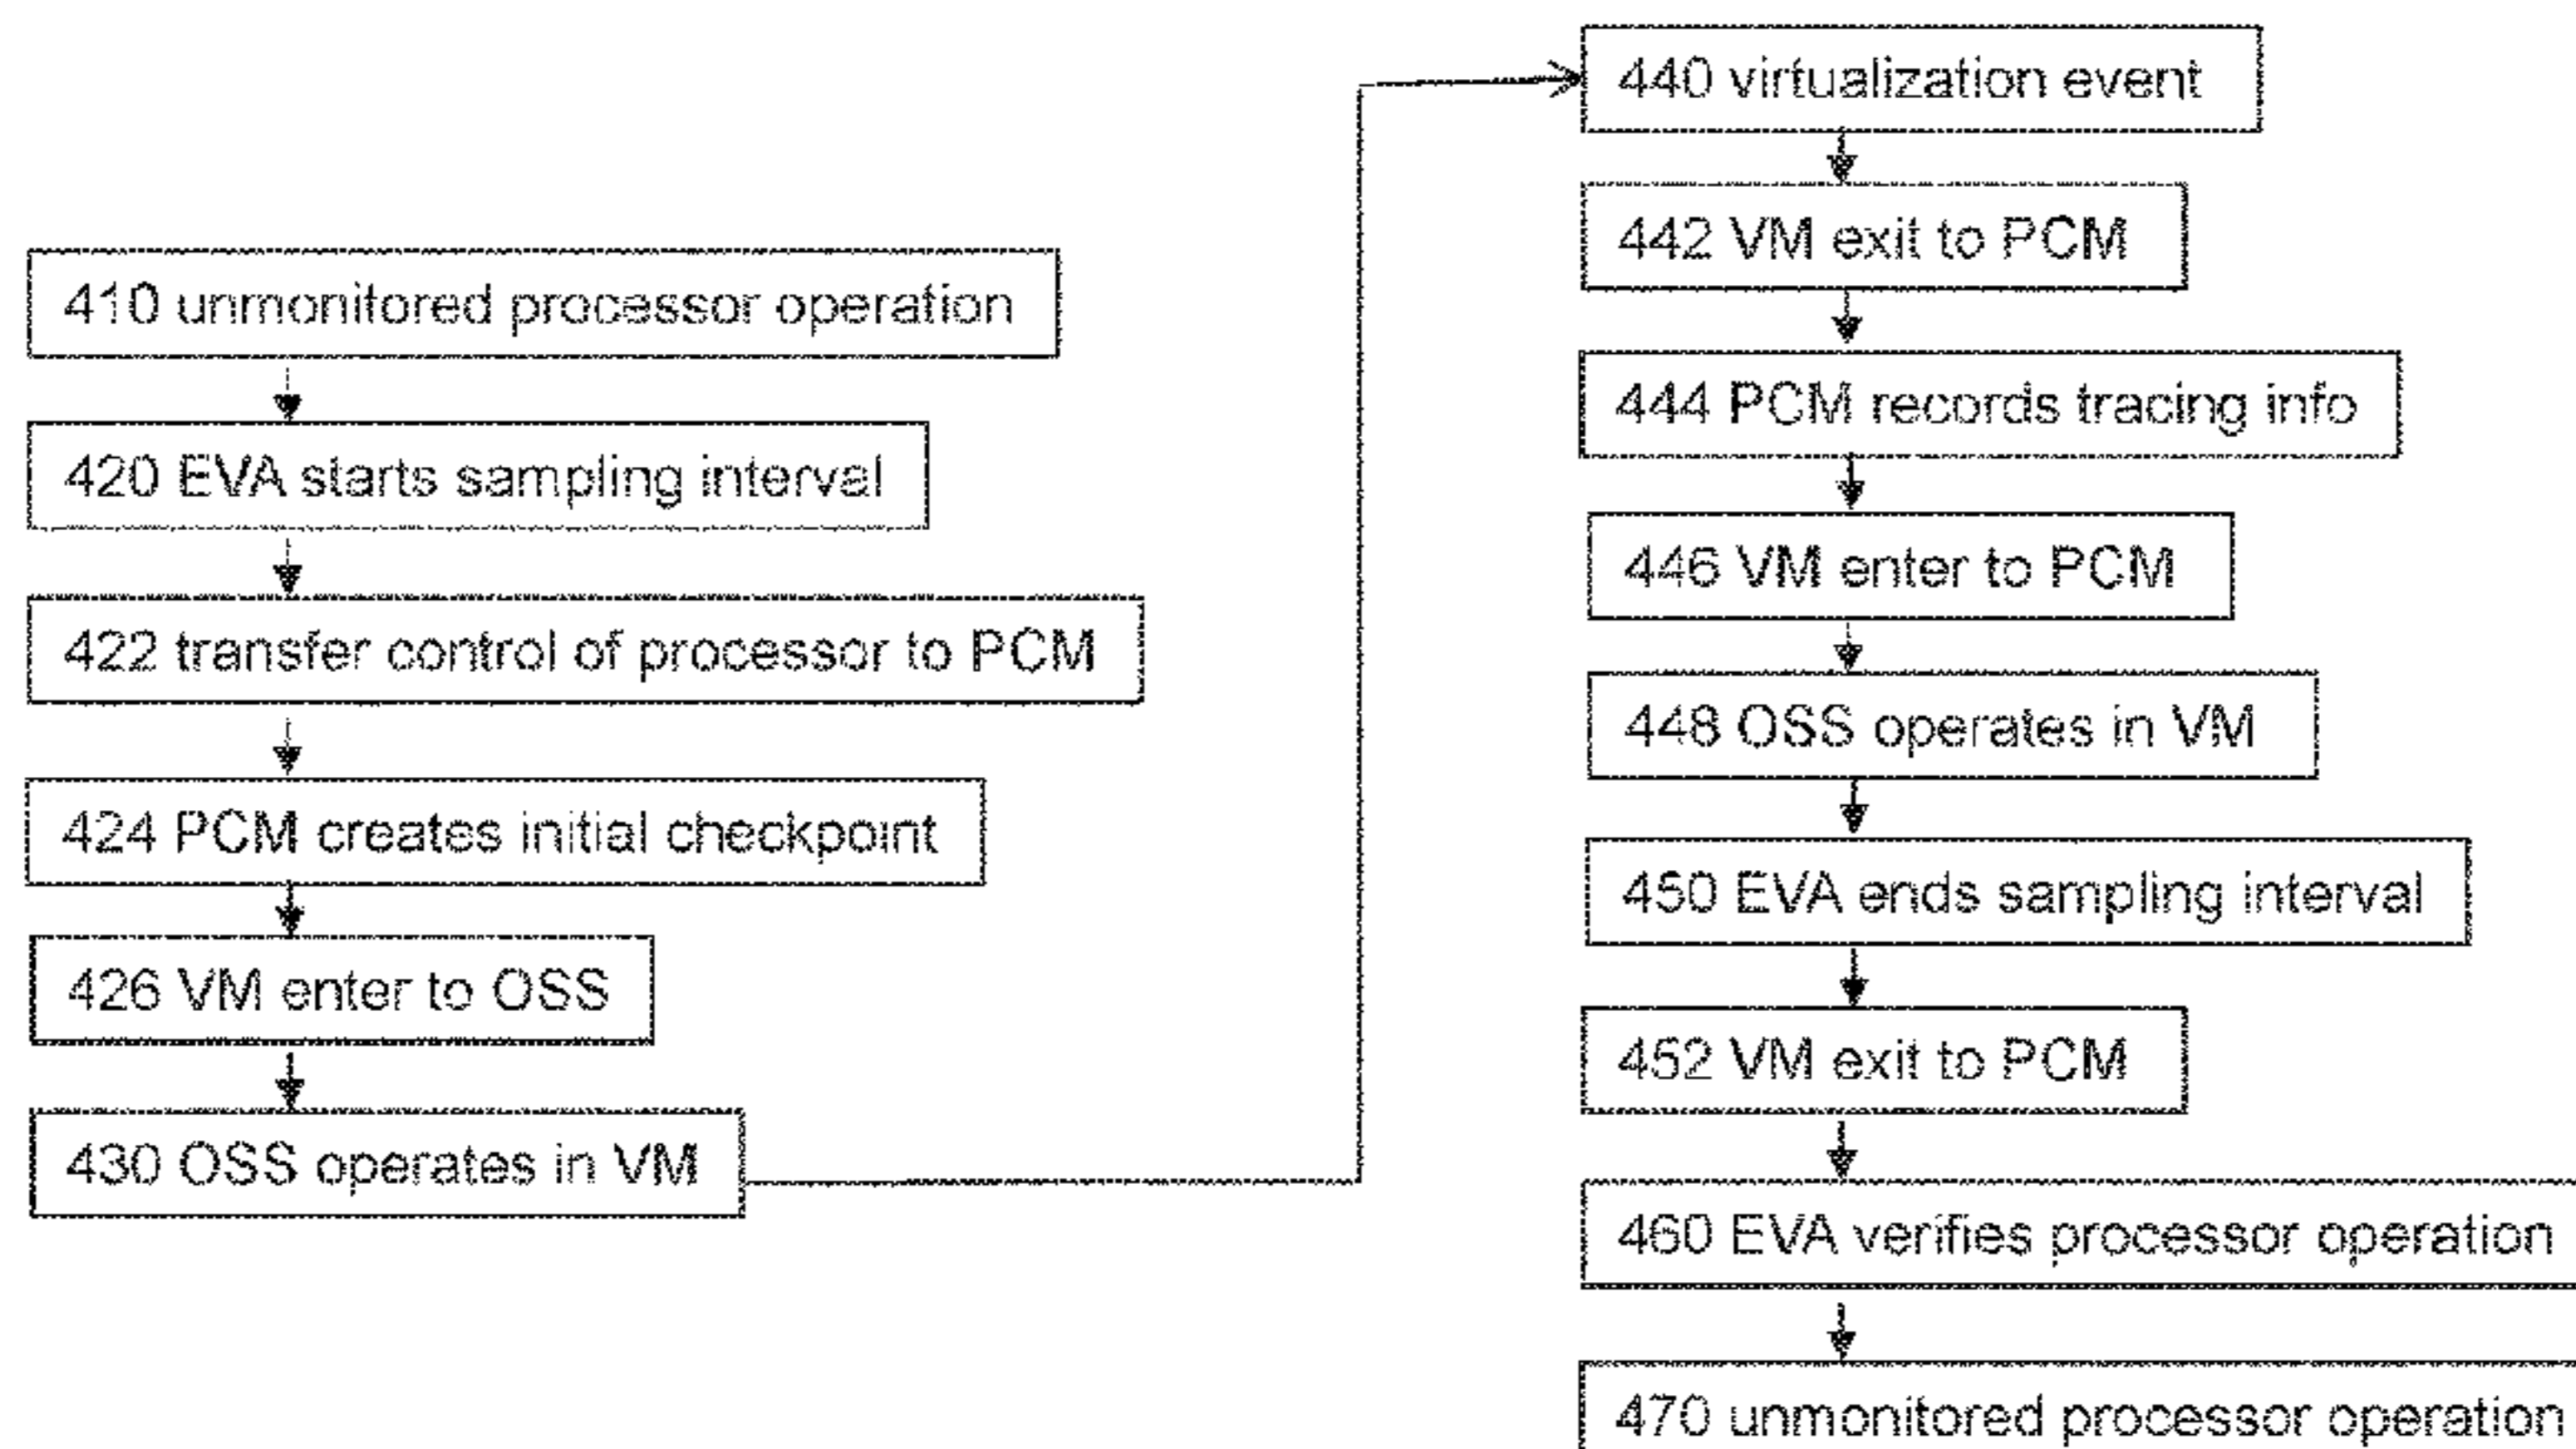 410 unmonitored processor operation
420 EVA starts sampling interval
422 transfer control of processor to PCM
424 PCM creates initial checkpoint
426 VM enter to OSS
430 OSS operates in VM
440 virtualization event
442 VM exit to PCM
444 PCM records tracing info
446 VM enter to PCM
448 OSS operates in VM
450 EVA ends sampling interval
452 VM exit to PCM
460 EVA verifies processor operation
470 unmonitored processor operation